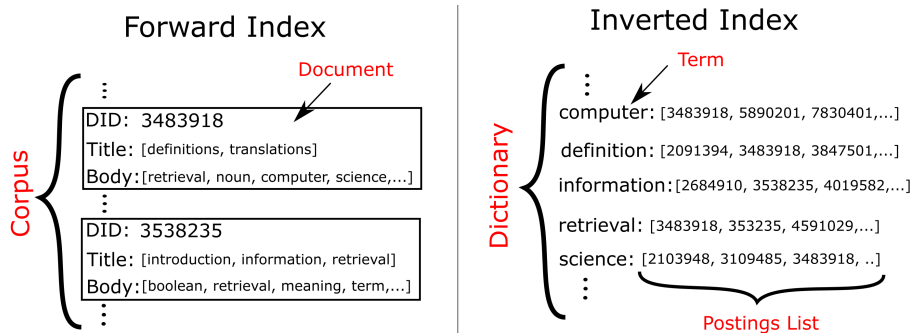 Forward Index
Document
Corpus
DID: 3483918
Title: [definitions, translations]
Body: [retrieval, noun, computer, science,...]
DID: 3538235
Title: [introduction, information, retrieval]
Body: [boolean, retrieval, meaning, term,...]
Inverted Index
Term
Dictionary
computer: [3483918, 5890201, 7830401,...]
definition: [2091394, 3483918, 3847501,...]
information: [2684910, 3538235, 4019582,...]
retrieval: [3483918, 353235, 4591029,...]
science: [2103948, 3109485, 3483918, ..]
Postings List